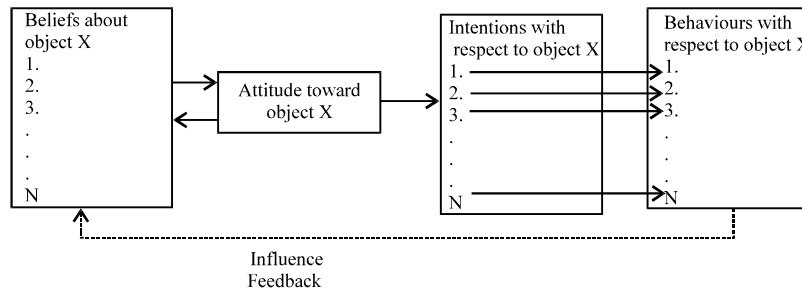 Beliefs about
object X
1.
2.
3.
.
.
.
N
Attitude toward
object X
Intentions with
respect to object X
1.
2.
3.
.
.
.
N
Behaviours with
respect to object X
1.
2.
3.
.
.
.
N
Influence
Feedback